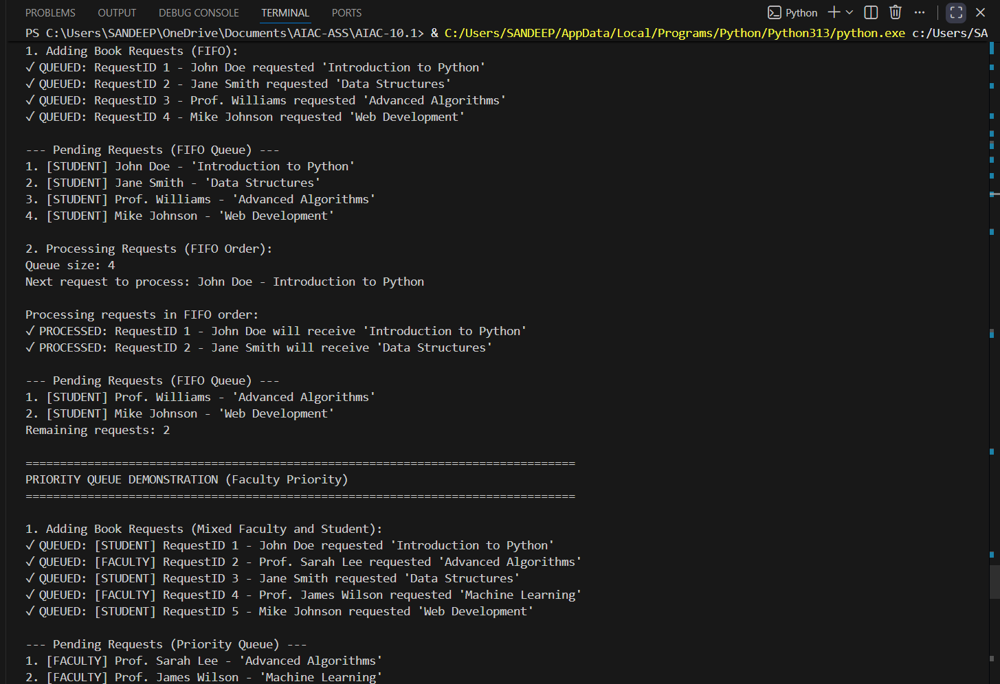 PROBLEMS OUTPUT DEBUG CONSOLE TERMINAL PORTS Python
PS C:\Users\SANDEEP\OneDrive\Documents\AIAC-ASS\AIAC-10.1> & C:/Users/SANDEEP/AppData/Local/Programs/Python/Python313/python.exe c:/Users/SA
1. Adding Book Requests (FIFO):
✓ QUEUED: RequestID 1 - John Doe requested 'Introduction to Python'
✓ QUEUED: RequestID 2 - Jane Smith requested 'Data Structures'
✓ QUEUED: RequestID 3 - Prof. Williams requested 'Advanced Algorithms'
✓ QUEUED: RequestID 4 - Mike Johnson requested 'Web Development'
--- Pending Requests (FIFO Queue) ---
1. [STUDENT] John Doe - 'Introduction to Python'
2. [STUDENT] Jane Smith - 'Data Structures'
3. [STUDENT] Prof. Williams - 'Advanced Algorithms'
4. [STUDENT] Mike Johnson - 'Web Development'
2. Processing Requests (FIFO Order):
Queue size: 4
Next request to process: John Doe - Introduction to Python
Processing requests in FIFO order:
✓ PROCESSED: RequestID 1 - John Doe will receive 'Introduction to Python'
✓ PROCESSED: RequestID 2 - Jane Smith will receive 'Data Structures'
--- Pending Requests (FIFO Queue) ---
1. [STUDENT] Prof. Williams - 'Advanced Algorithms'
2. [STUDENT] Mike Johnson - 'Web Development'
Remaining requests: 2
================================================================================
PRIORITY QUEUE DEMONSTRATION (Faculty Priority)
================================================================================
1. Adding Book Requests (Mixed Faculty and Student):
✓ QUEUED: [STUDENT] RequestID 1 - John Doe requested 'Introduction to Python'
✓ QUEUED: [FACULTY] RequestID 2 - Prof. Sarah Lee requested 'Advanced Algorithms'
✓ QUEUED: [STUDENT] RequestID 3 - Jane Smith requested 'Data Structures'
✓ QUEUED: [FACULTY] RequestID 4 - Prof. James Wilson requested 'Machine Learning'
✓ QUEUED: [STUDENT] RequestID 5 - Mike Johnson requested 'Web Development'
--- Pending Requests (Priority Queue) ---
1. [FACULTY] Prof. Sarah Lee - 'Advanced Algorithms'
2. [FACULTY] Prof. James Wilson - 'Machine Learning'